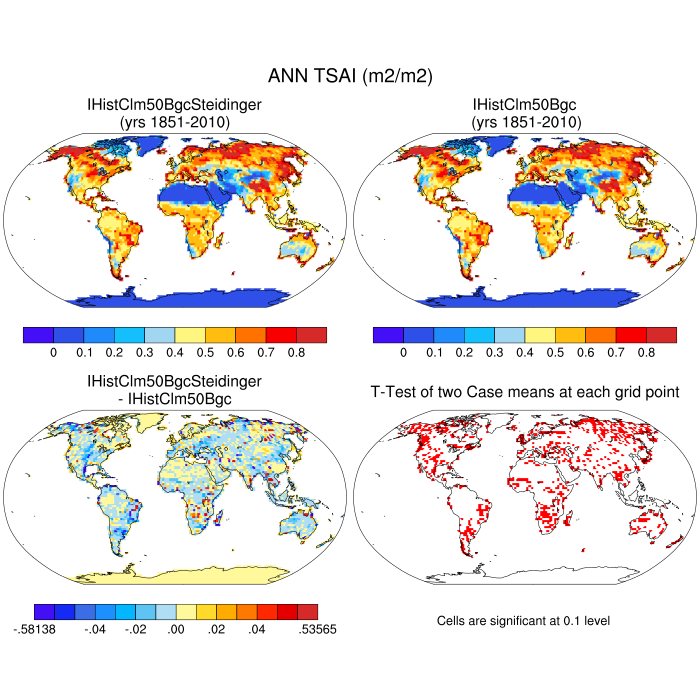 ANN TSAI (m2/m2)
IHistClm50BgcSteidinger
(yrs 1851-2010)
IHistClm50Bgc
(yrs 1851-2010)
0 0.1 0.2 0.3 0.4 0.5 0.6 0.7 0.8
0 0.1 0.2 0.3 0.4 0.5 0.6 0.7 0.8
IHistClm50BgcSteidinger
- IHistClm50Bgc
T-Test of two Case means at each grid point
-.58138 -.04 -.02 .00 .02 .04 .53565
Cells are significant at 0.1 level